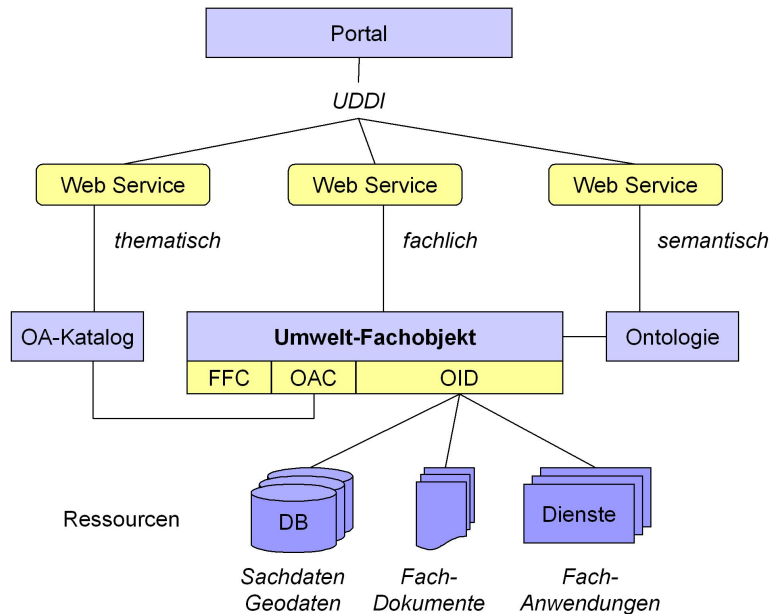 Portal
UDDI
Web Service
Web Service
Web Service
thematisch
fachlich
semantisch
OA-Katalog
Umwelt-Fachobjekt
Ontologie
FFC
OAC
OID
Ressourcen
DB
Dienste
Sachdaten
Geodaten
Fach-
Dokumente
Fach-
Anwendungen